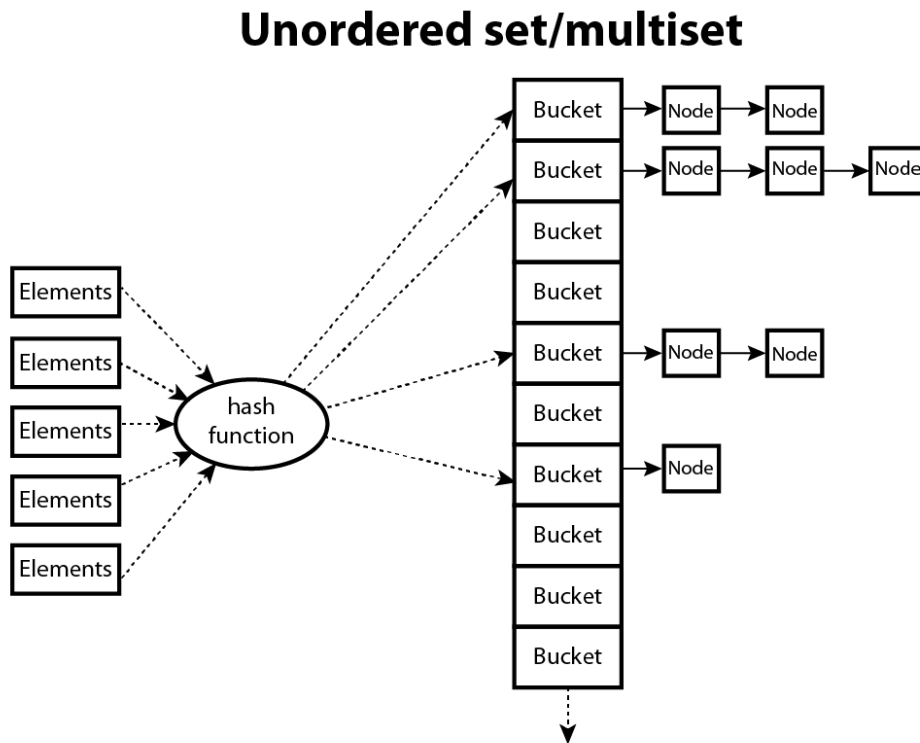 Unordered set/multiset
Bucket
Node
Node
Bucket
Node
Node
Node
Bucket
Elements
Bucket
Elements
Bucket
Node
Node
hash
function
Elements
Bucket
Elements
Bucket
Node
Elements
Bucket
Bucket
Bucket